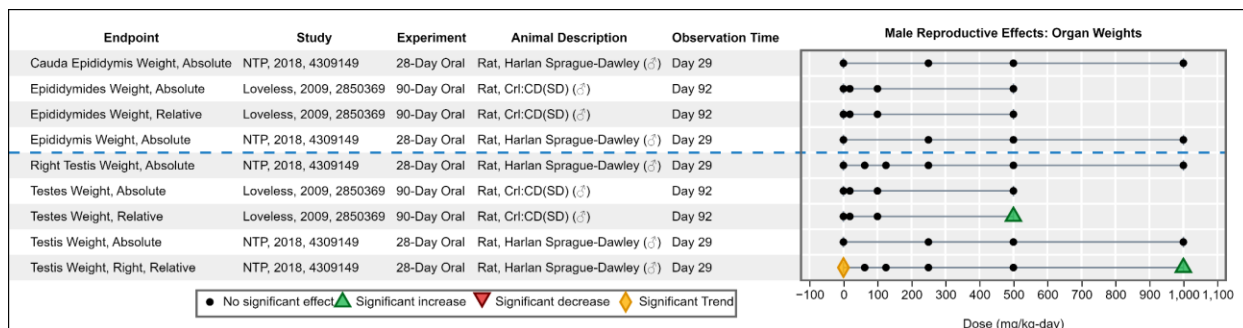 Male Reproductive Effects: Organ Weights
Endpoint Study Experiment Animal Description Observation Time
Cauda Epididymis Weight, Absolute NTP, 2018, 4309149 28-Day Oral Rat, Harlan Sprague-Dawley (♂) Day 29
Epididymides Weight, Absolute Loveless, 2009, 2850369 90-Day Oral Rat, Crl:CD(SD) (♂) Day 92
Epididymides Weight, Relative Loveless, 2009, 2850369 90-Day Oral Rat, Crl:CD(SD) (♂) Day 92
Epididymis Weight, Absolute NTP, 2018, 4309149 28-Day Oral Rat, Harlan Sprague-Dawley (♂) Day 29
Right Testis Weight, Absolute NTP, 2018, 4309149 28-Day Oral Rat, Harlan Sprague-Dawley (♂) Day 29
Testes Weight, Absolute Loveless, 2009, 2850369 90-Day Oral Rat, Crl:CD(SD) (♂) Day 92
Testes Weight, Relative Loveless, 2009, 2850369 90-Day Oral Rat, Crl:CD(SD) (♂) Day 92
Testis Weight, Absolute NTP, 2018, 4309149 28-Day Oral Rat, Harlan Sprague-Dawley (♂) Day 29
Testis Weight, Right, Relative NTP, 2018, 4309149 28-Day Oral Rat, Harlan Sprague-Dawley (♂) Day 29
−100 0 100 200 300 400 500 600 700 800 900 1,000 1,100
No significant effect Significant increase Significant decrease Significant Trend
Dose (mg/kg-day)